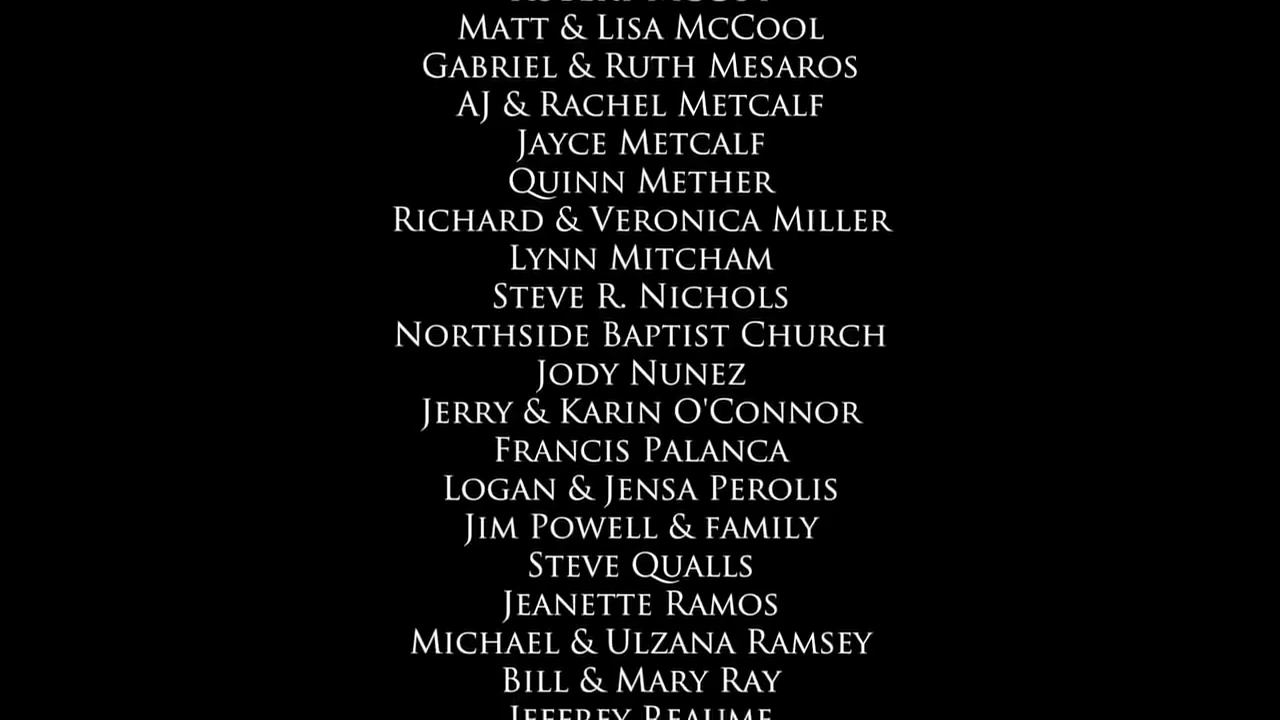 Matt & Lisa McCool
Gabriel & Ruth Mesaros
AJ & Rachel Metcalf
Jayce Metcalf
Quinn Mether
Richard & Veronica Miller
Lynn Mitcham
Steve R. Nichols
Northside Baptist Church
Jody Nunez
Jerry & Karin O'Connor
Francis Palanca
Logan & Jensa Perolis
Jim Powell & family
Steve Qualls
Jeanette Ramos
Michael & Ulzana Ramsey
Bill & Mary Ray
Jeffrey Reaume